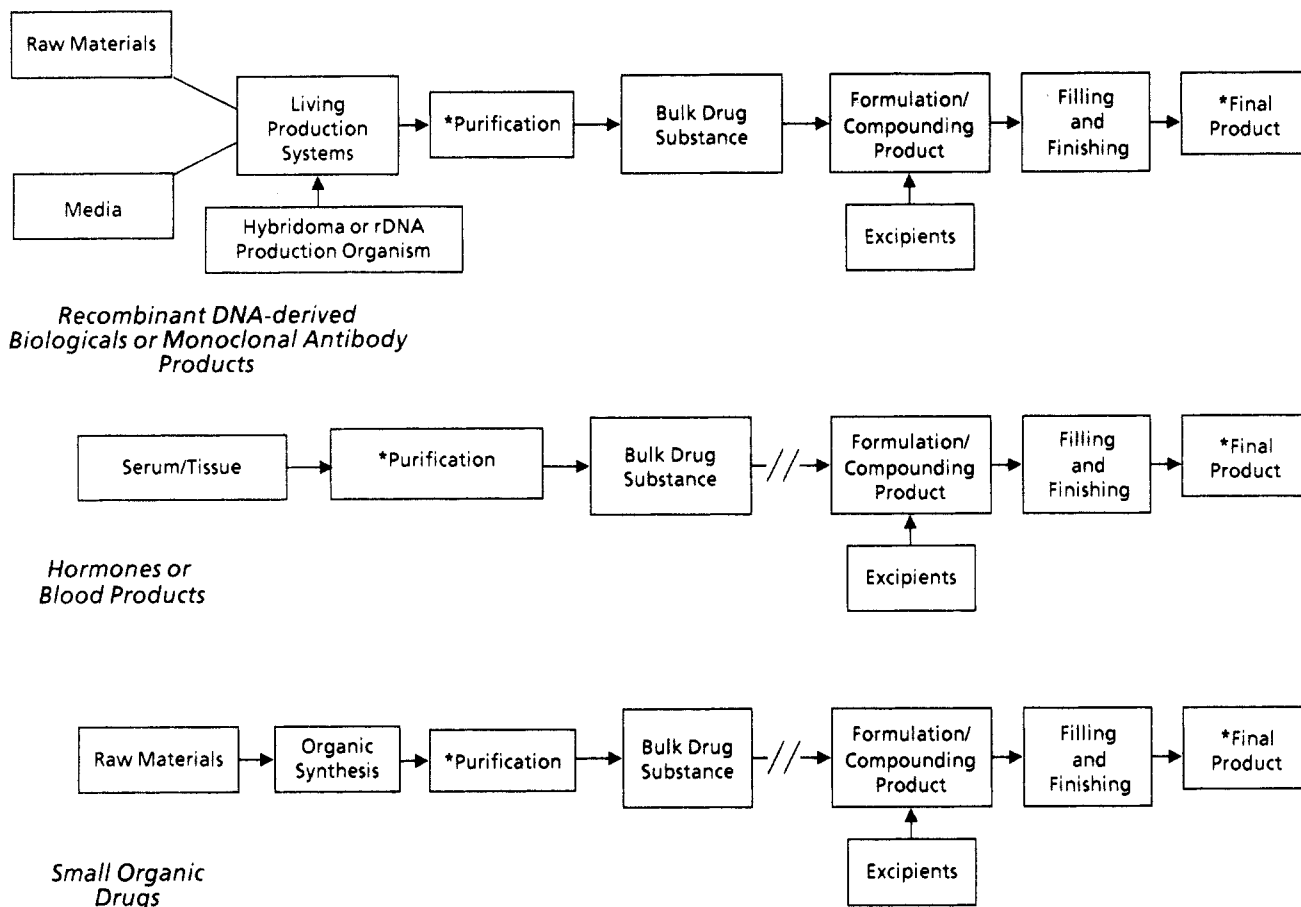 Raw Materials
Media
Living
Production
Systems
Hybridoma or rDNA
Production Organism
*Purification
Bulk Drug
Substance
Formulation/
Compounding
Product
Excipients
Filling
and
Finishing
*Final
Product
Recombinant DNA-derived
Biologicals or Monoclonal Antibody
Products
Serum/Tissue
*Purification
Bulk Drug
Substance
//
Formulation/
Compounding
Product
Excipients
Filling
and
Finishing
*Final
Product
Hormones or
Blood Products
Raw Materials
Organic
Synthesis
*Purification
Bulk Drug
Substance
//
Formulation/
Compounding
Product
Excipients
Filling
and
Finishing
*Final
Product
Small Organic
Drugs